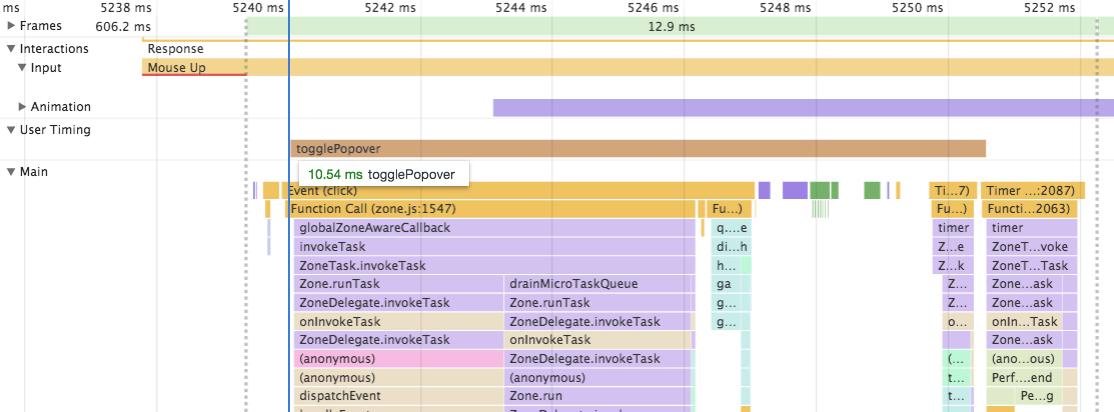 ms 5238 ms 5240 ms 5242 ms 5244 ms 5246 ms 5248 ms 5250 ms 5252 ms
Frames 606.2 ms 12.9 ms
Interactions Response
Input Mouse Up
Animation
User Timing
togglePopover
Main
10.54 ms togglePopover
Event (click) Ti...7) Timer ...:2087)
Function Call (zone.js:1547) Fu...) Fu...) Functi...2063)
globalZoneAwareCallback q....e timer timer
invokeTask di...h Z...e ZoneT...voke
ZoneTask.invokeTask h... Z...k ZoneT...Task
Zone.runTask drainMicroTaskQueue ga Z... Zone...ask
ZoneDelegate.invokeTask Zone.runTask g... Z... Zone...ask
onInvokeTask ZoneDelegate.invokeTask g... o... onIn...Task
ZoneDelegate.invokeTask onInvokeTask Zone...ask
(anonymous) ZoneDelegate.invokeTask (... (ano...ous)
(anonymous) (anonymous) t... Perf....end
dispatchEvent Zone.run t... Pe...g